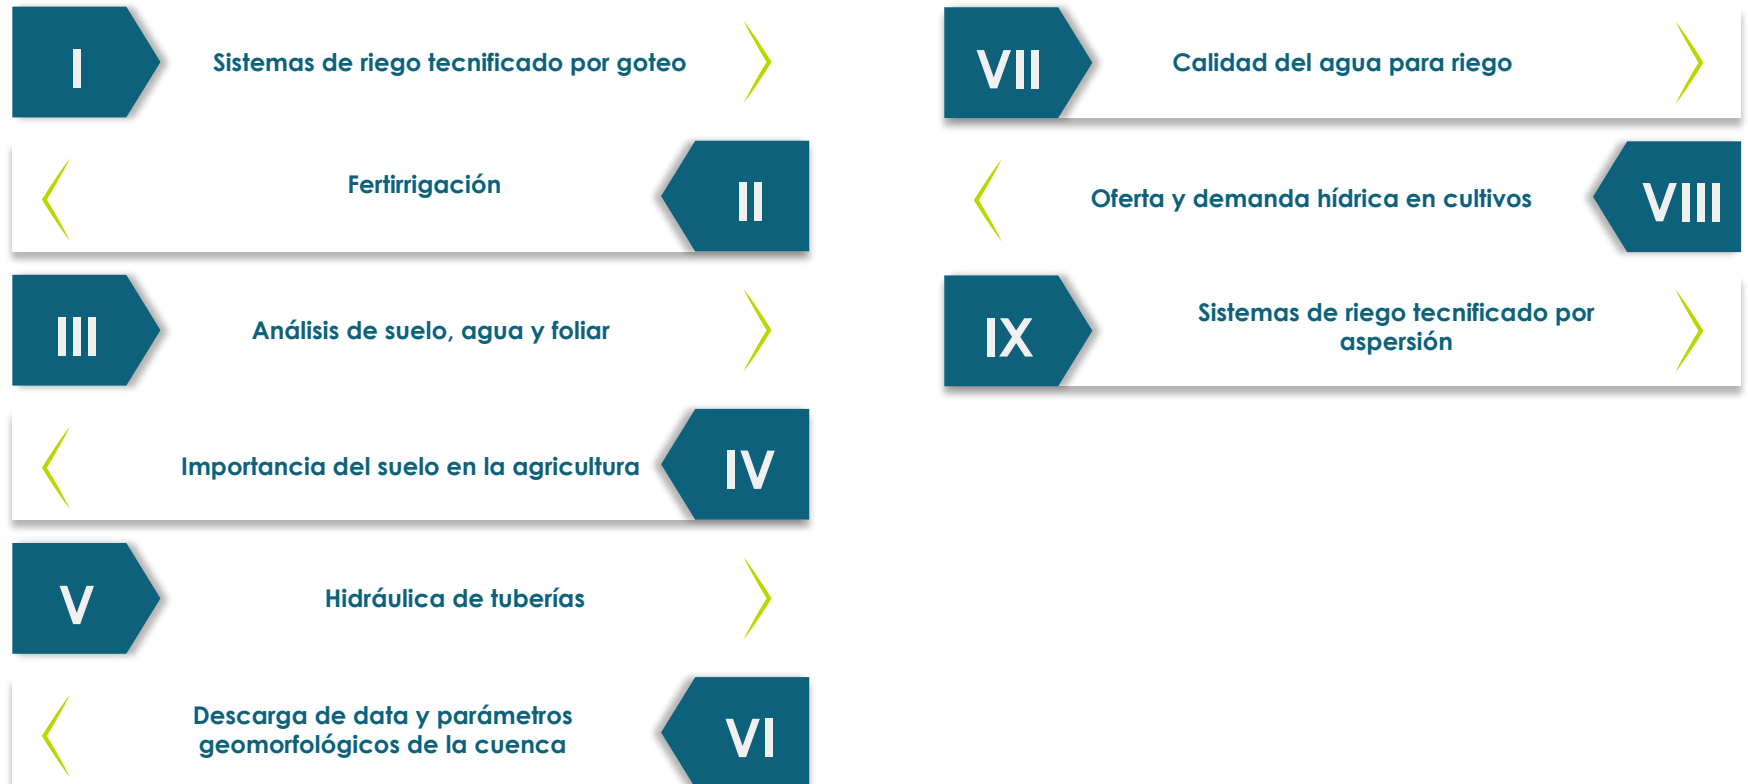 I
Sistemas de riego tecnificado por goteo
Fertirrigación
II
III
Análisis de suelo, agua y foliar
Importancia del suelo en la agricultura
IV
V
Hidráulica de tuberías
Descarga de data y parámetros
geomorfológicos de la cuenca
VI
VII
Calidad del agua para riego
Oferta y demanda hídrica en cultivos
VIII
IX
Sistemas de riego tecnificado por
aspersión